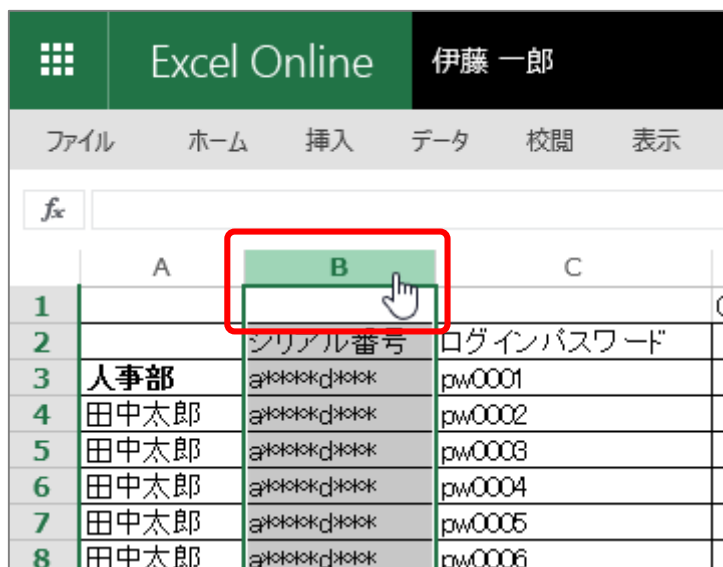 Excel Online 伊藤 一郎
ファイル ホーム 挿入 データ 校閲 表示
fx
A B C
1
2 シリアル番号 ログインパスワード
3 人事部 a****d*** pw0001
4 田中太郎 a****d*** pw0002
5 田中太郎 a****d*** pw0003
6 田中太郎 a****d*** pw0004
7 田中太郎 a****d*** pw0005
8 田中太郎 a****d*** pw0006